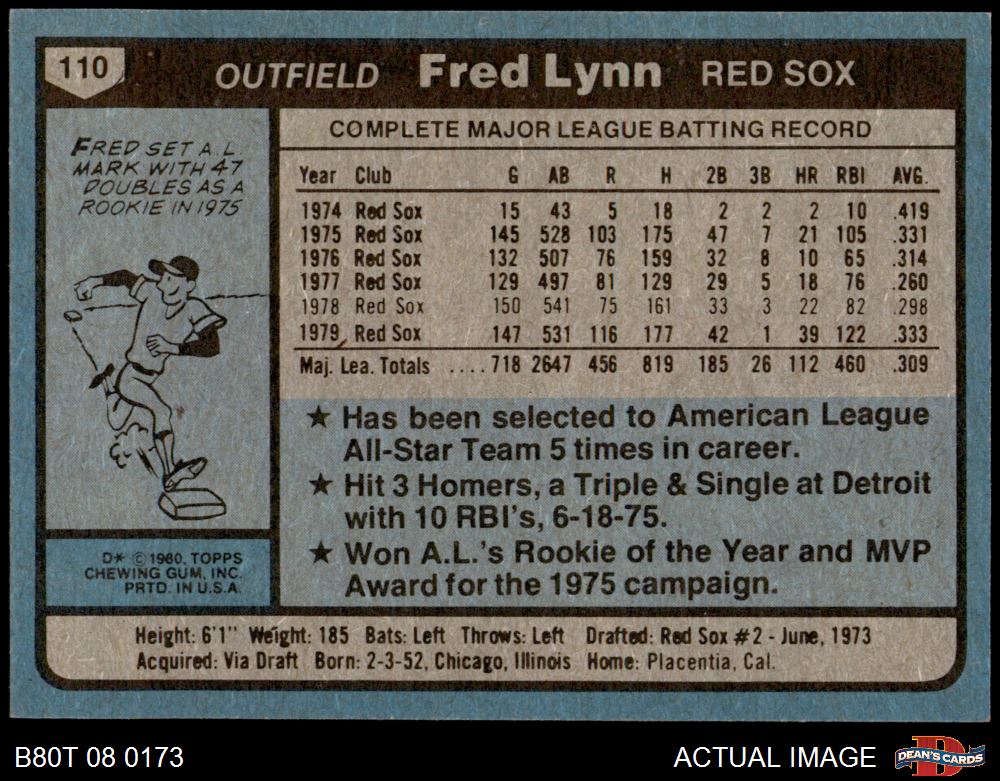 110 OUTFIELD Fred Lynn RED SOX
FRED SET A.L.
MARK WITH 47
DOUBLES AS A
ROOKIE IN 1975
COMPLETE MAJOR LEAGUE BATTING RECORD
Year Club G AB R H 2B 3B HR RBI AVG.
1974 Red Sox 15 43 5 18 2 2 2 10 .419
1975 Red Sox 145 528 103 175 47 7 21 105 .331
1976 Red Sox 132 507 76 159 32 8 10 65 .314
1977 Red Sox 129 497 81 129 29 5 18 76 .260
1978 Red Sox 150 541 75 161 33 3 22 82 .298
1979 Red Sox 147 531 116 177 42 1 39 122 .333
Maj. Lea. Totals ....718 2647 456 819 185 26 112 460 .309
★ Has been selected to American League
All-Star Team 5 times in career.
★ Hit 3 Homers, a Triple & Single at Detroit
with 10 RBI's, 6-18-75.
★ Won A.L.'s Rookie of the Year and MVP
Award for the 1975 campaign.
D* © 1980, TOPPS
CHEWING GUM, INC.
PRTD. IN U.S.A.
Height: 6'1" Weight: 185 Bats: Left Throws: Left Drafted: Red Sox #2 - June, 1973
Acquired: Via Draft Born: 2-3-52, Chicago, Illinois Home: Placentia, Cal.
B80T 08 0173 ACTUAL IMAGE D DEAN'S CARDS